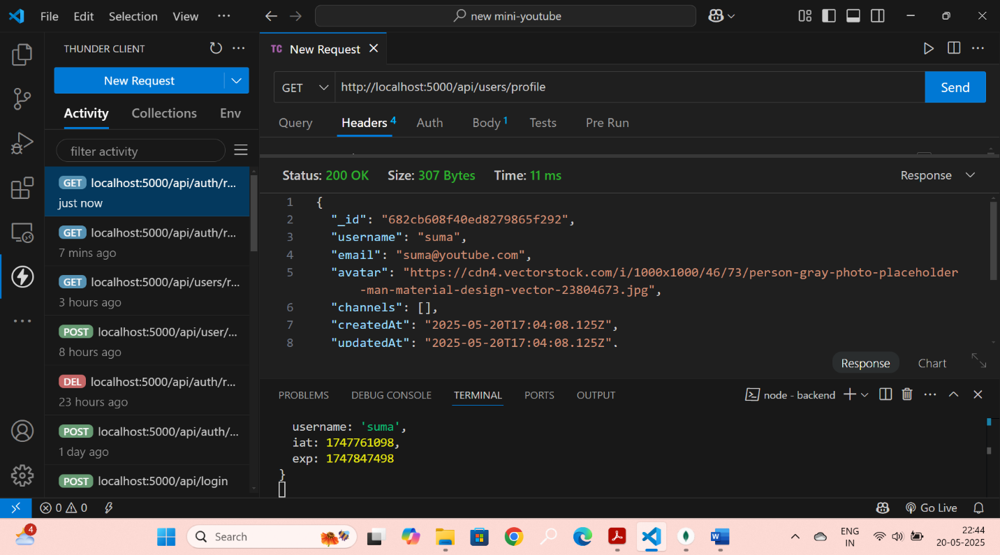 File Edit Selection View ··· new mini-youtube
THUNDER CLIENT
New Request
Activity Collections Env
filter activity
GET localhost:5000/api/auth/r...
just now
GET localhost:5000/api/auth/r...
7 mins ago
GET localhost:5000/api/users/r...
3 hours ago
POST localhost:5000/api/user/...
8 hours ago
DEL localhost:5000/api/auth/r...
23 hours ago
POST localhost:5000/api/auth/...
1 day ago
POST localhost:5000/api/login
TC New Request
GET http://localhost:5000/api/users/profile Send
Query Headers 4 Auth Body 1 Tests Pre Run
Status: 200 OK Size: 307 Bytes Time: 11 ms Response
1 {
2 "_id": "682cb608f40ed8279865f292",
3 "username": "suma",
4 "email": "suma@youtube.com",
5 "avatar": "https://cdn4.vectorstock.com/i/1000x1000/46/73/person-gray-photo-placeholder
-man-material-design-vector-23804673.jpg",
6 "channels": [],
7 "createdAt": "2025-05-20T17:04:08.125Z",
8 "updatedAt": "2025-05-20T17:04:08.125Z",
Response Chart
PROBLEMS DEBUG CONSOLE TERMINAL PORTS OUTPUT node - backend
username: 'suma',
iat: 1747761098,
exp: 1747847498
}
0 0 Go Live
4 Search ENG IN 22:44
20-05-2025